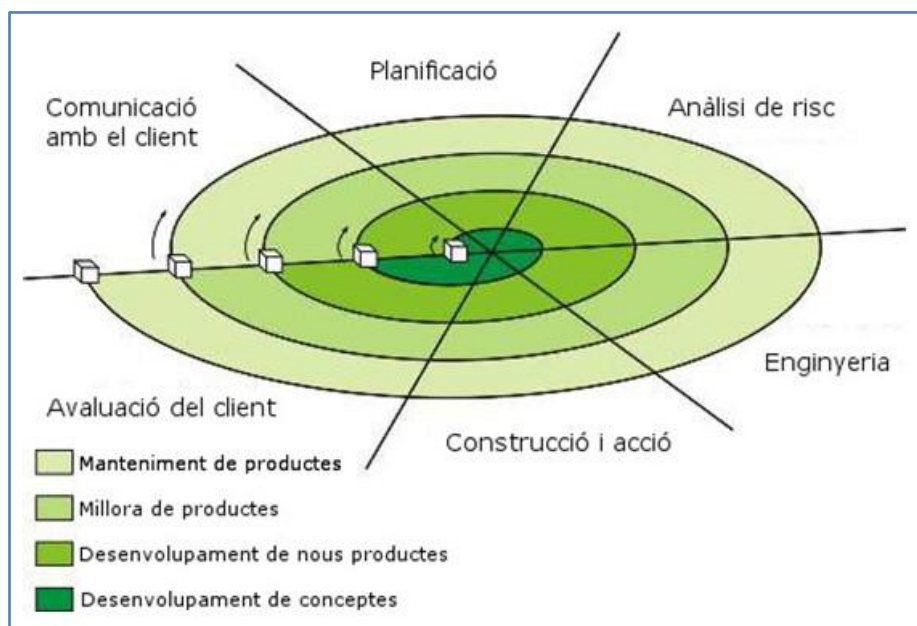 Planificació
Comunicació
amb el client
Anàlisi de risc
Enginyeria
Avaluació del client
Construcció i acció
Manteniment de productes
Millora de productes
Desenvolupament de nous productes
Desenvolupament de conceptes